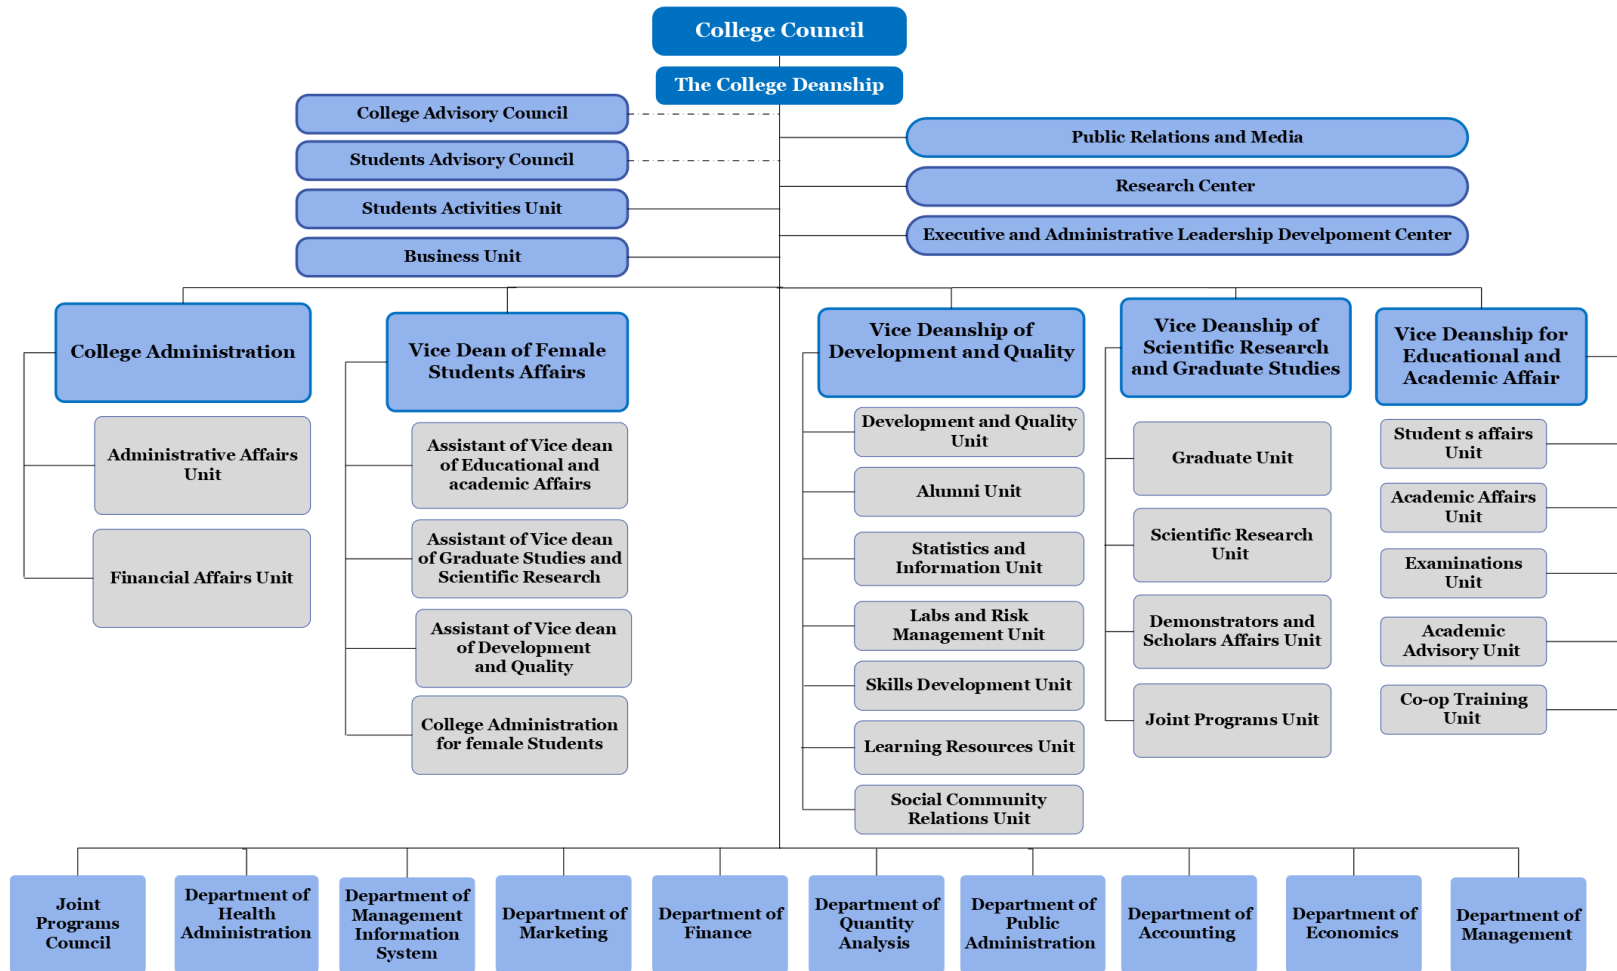 College Council
The College Deanship
College Advisory Council
Students Advisory Council
Students Activities Unit
Business Unit
Public Relations and Media
Research Center
Executive and Administrative Leadership Develpoment Center
College Administration
Administrative Affairs
Unit
Financial Affairs Unit
Vice Dean of Female
Students Affairs
Assistant of Vice dean
of Educational and
academic Affairs
Assistant of Vice dean
of Graduate Studies and
Scientific Research
Assistant of Vice dean
of Development
and Quality
College Administration
for female Students
Vice Deanship of
Development and Quality
Development and Quality
Unit
Alumni Unit
Statistics and
Information Unit
Labs and Risk
Management Unit
Skills Development Unit
Learning Resources Unit
Social Community
Relations Unit
Vice Deanship of
Scientific Research
and Graduate Studies
Graduate Unit
Scientific Research
Unit
Demonstrators and
Scholars Affairs Unit
Joint Programs Unit
Vice Deanship for
Educational and
Academic Affair
Student s affairs
Unit
Academic Affairs
Unit
Examinations
Unit
Academic
Advisory Unit
Co-op Training
Unit
Joint
Programs
Council
Department of
Health
Administration
Department of
Management
Information
System
Department of
Marketing
Department of
Finance
Department of
Quantity
Analysis
Department of
Public
Administration
Department of
Accounting
Department of
Economics
Department of
Management